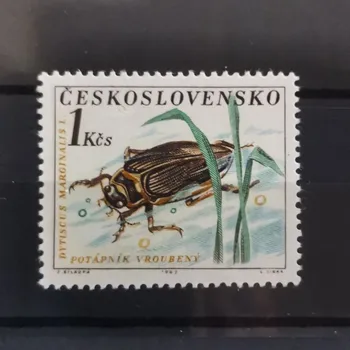 ČESKOSLOVENSKO
1 Kčs
DYTISCUS MARGINALIS L.
POTÁPNÍK VROUBENÝ